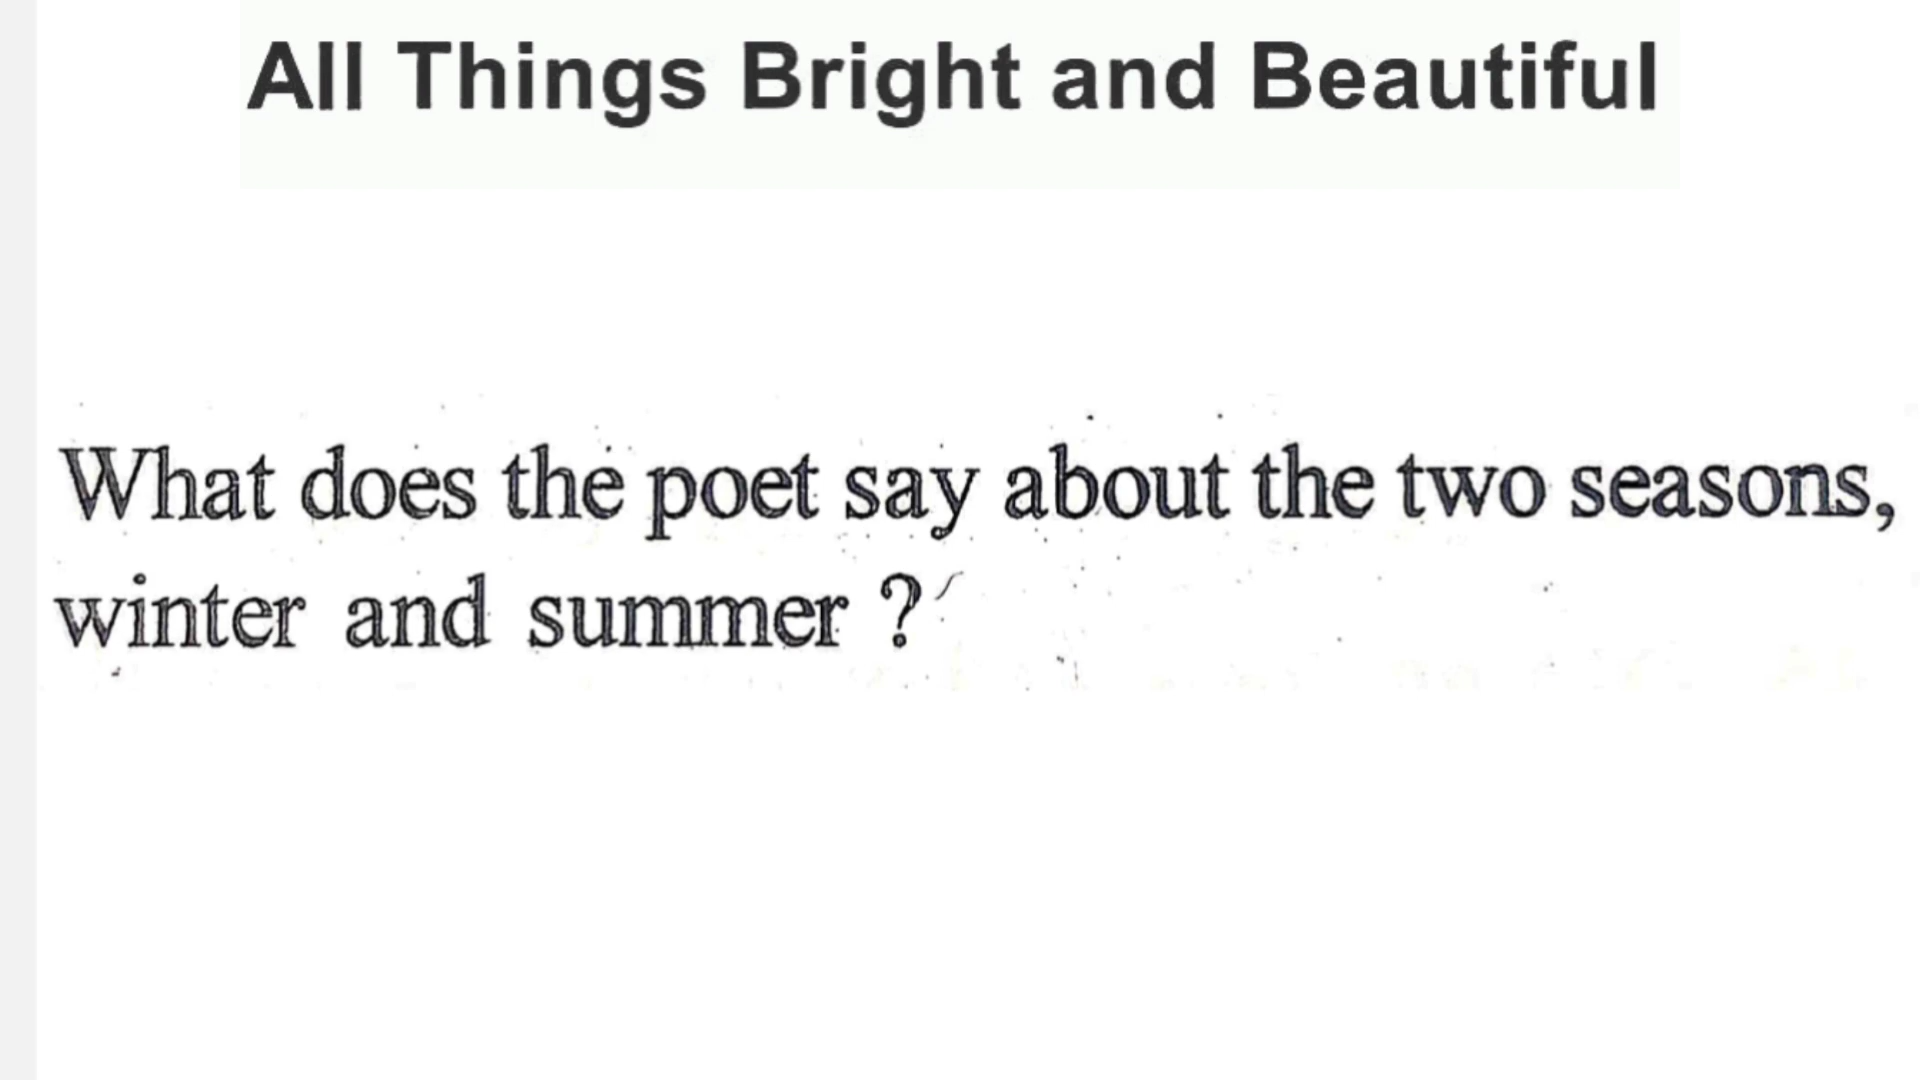 All Things Bright and Beautiful
What does the poet say about the two seasons,
winter and summer ?